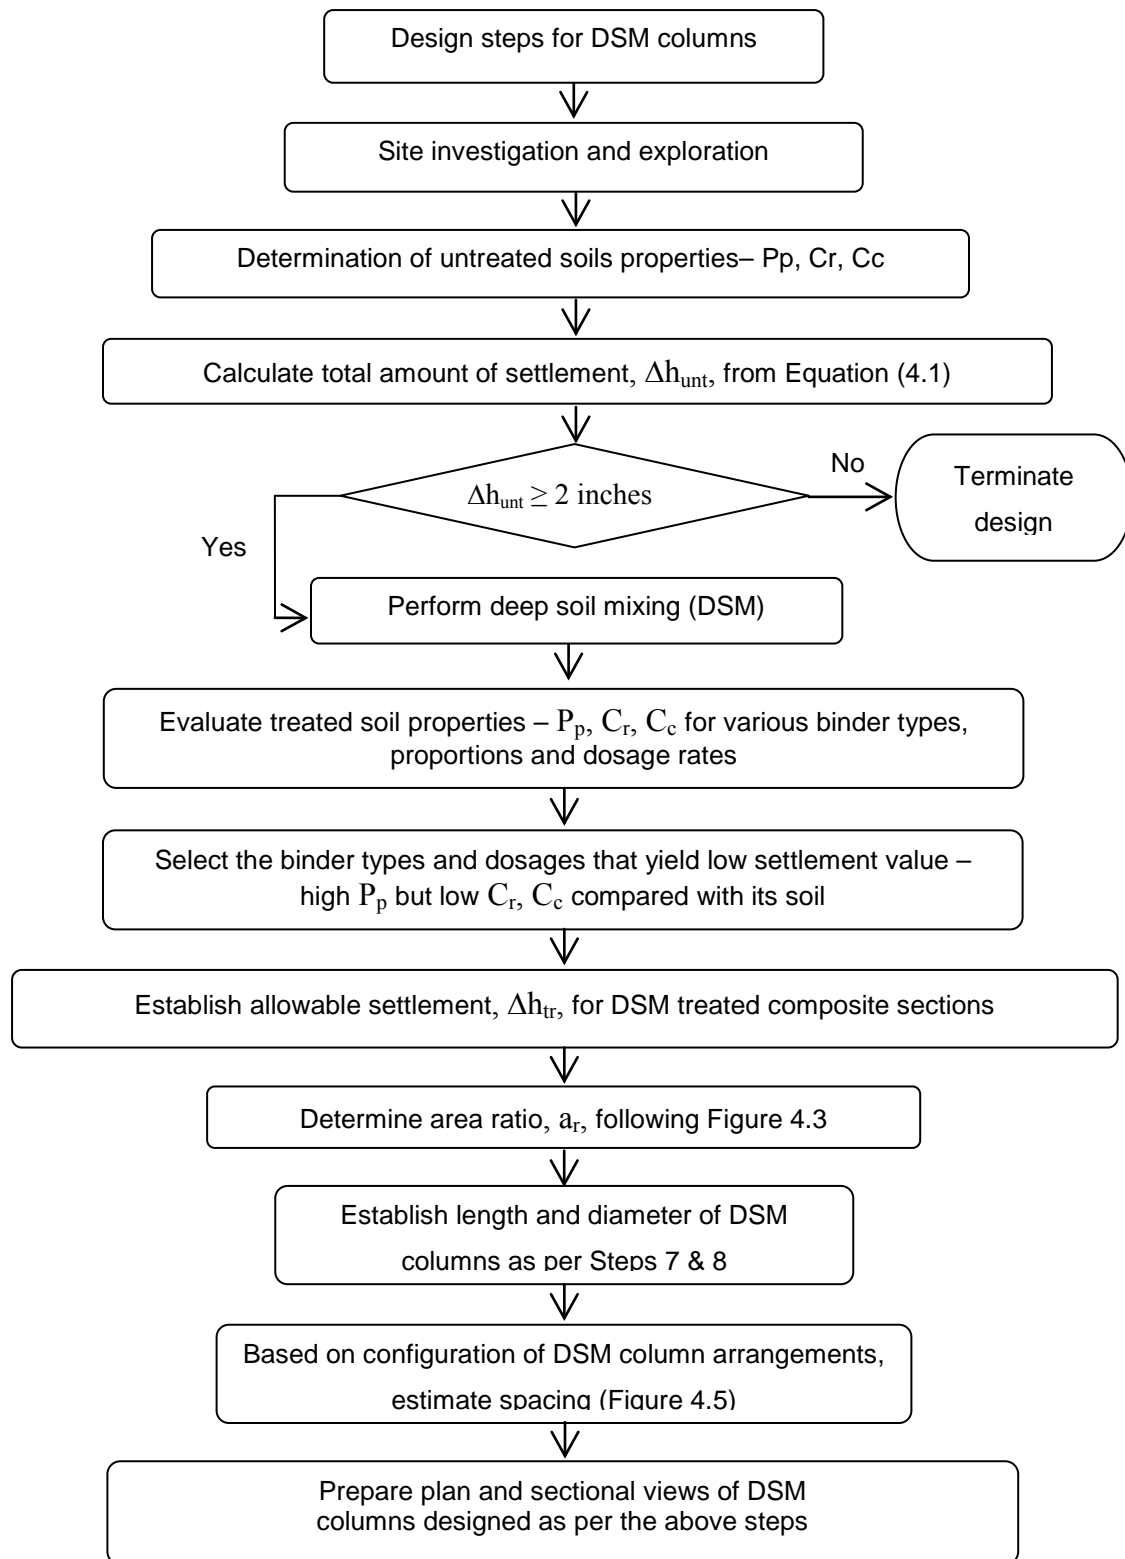 Design steps for DSM columns
Site investigation and exploration
Determination of untreated soils properties– Pp, Cr, Cc
Calculate total amount of settlement, Δhunt, from Equation (4.1)
Δhunt ≥ 2 inches
No
Terminate
design
Yes
Perform deep soil mixing (DSM)
Evaluate treated soil properties – Pp, Cr, Cc for various binder types,
proportions and dosage rates
Select the binder types and dosages that yield low settlement value –
high Pp but low Cr, Cc compared with its soil
Establish allowable settlement, Δhtr, for DSM treated composite sections
Determine area ratio, ar, following Figure 4.3
Establish length and diameter of DSM
columns as per Steps 7 & 8
Based on configuration of DSM column arrangements,
estimate spacing (Figure 4.5)
Prepare plan and sectional views of DSM
columns designed as per the above steps